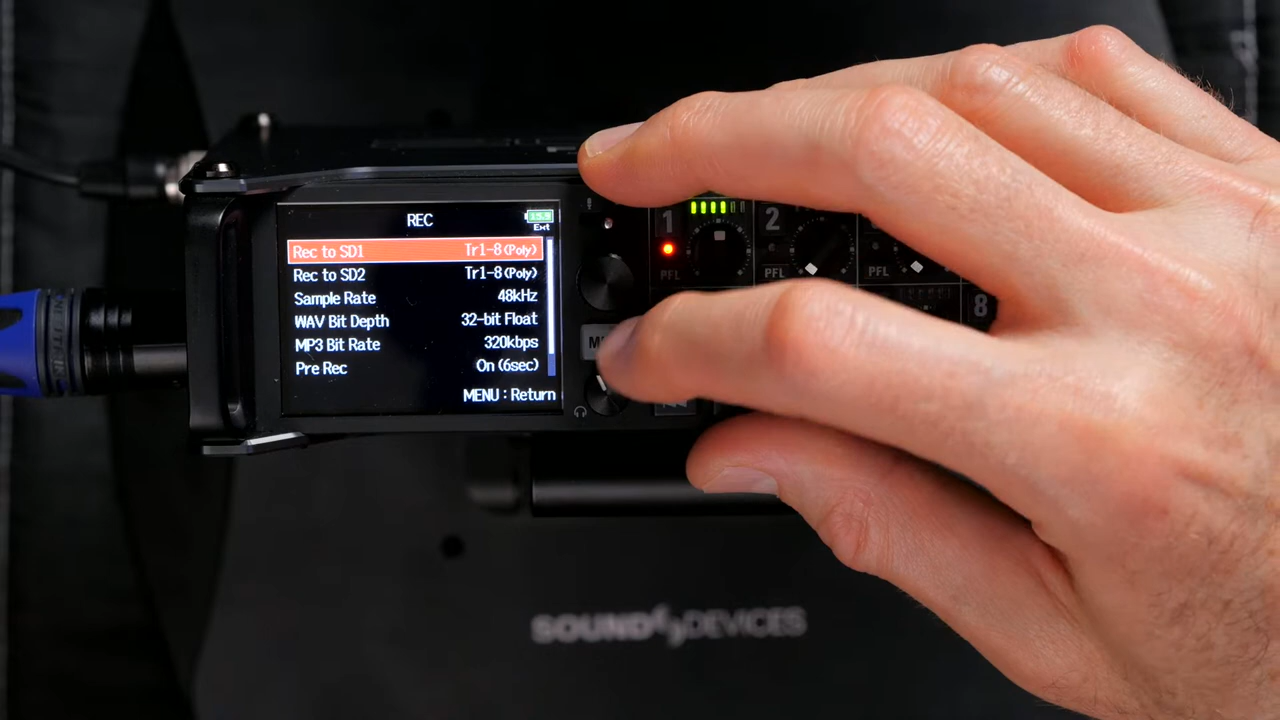 REC
Ext
Rec to SD1 Tr1-8(Poly)
Rec to SD2 Tr1-8(Poly)
Sample Rate 48kHz
WAV Bit Depth 32-bit Float
MP3 Bit Rate 320kbps
Pre Rec On (6sec)
MENU : Return
1 2
PFL PFL PFL
8
SOUND DEVICES